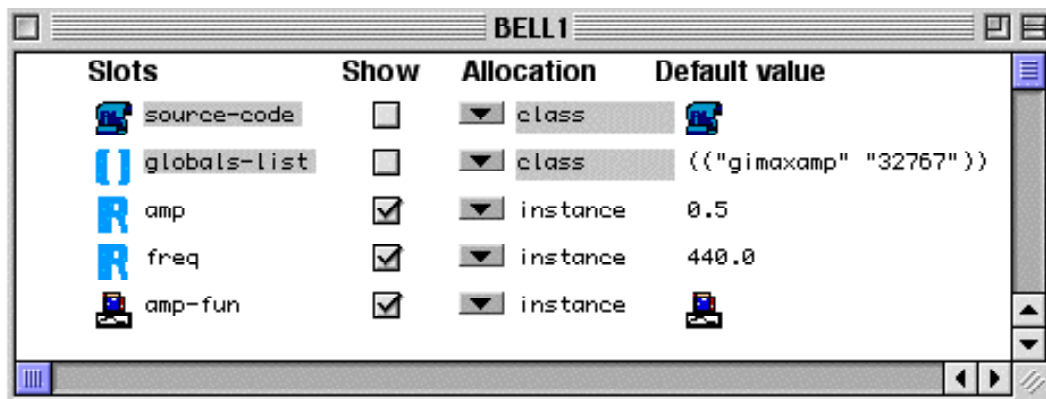 BELL1
Slots Show Allocation Default value
source-code class
globals-list class (("gimaxamp" "32767"))
R amp instance 0.5
R freq instance 440.0
amp-fun instance